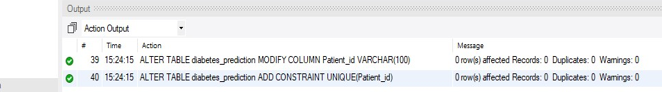 Output
Action Output
# Time Action Message
39 15:24:15 ALTER TABLE diabetes_prediction MODIFY COLUMN Patient_id VARCHAR(100) 0 row(s) affected Records: 0 Duplicates: 0 Warnings: 0
40 15:24:15 ALTER TABLE diabetes_prediction ADD CONSTRAINT UNIQUE(Patient_id) 0 row(s) affected Records: 0 Duplicates: 0 Warnings: 0